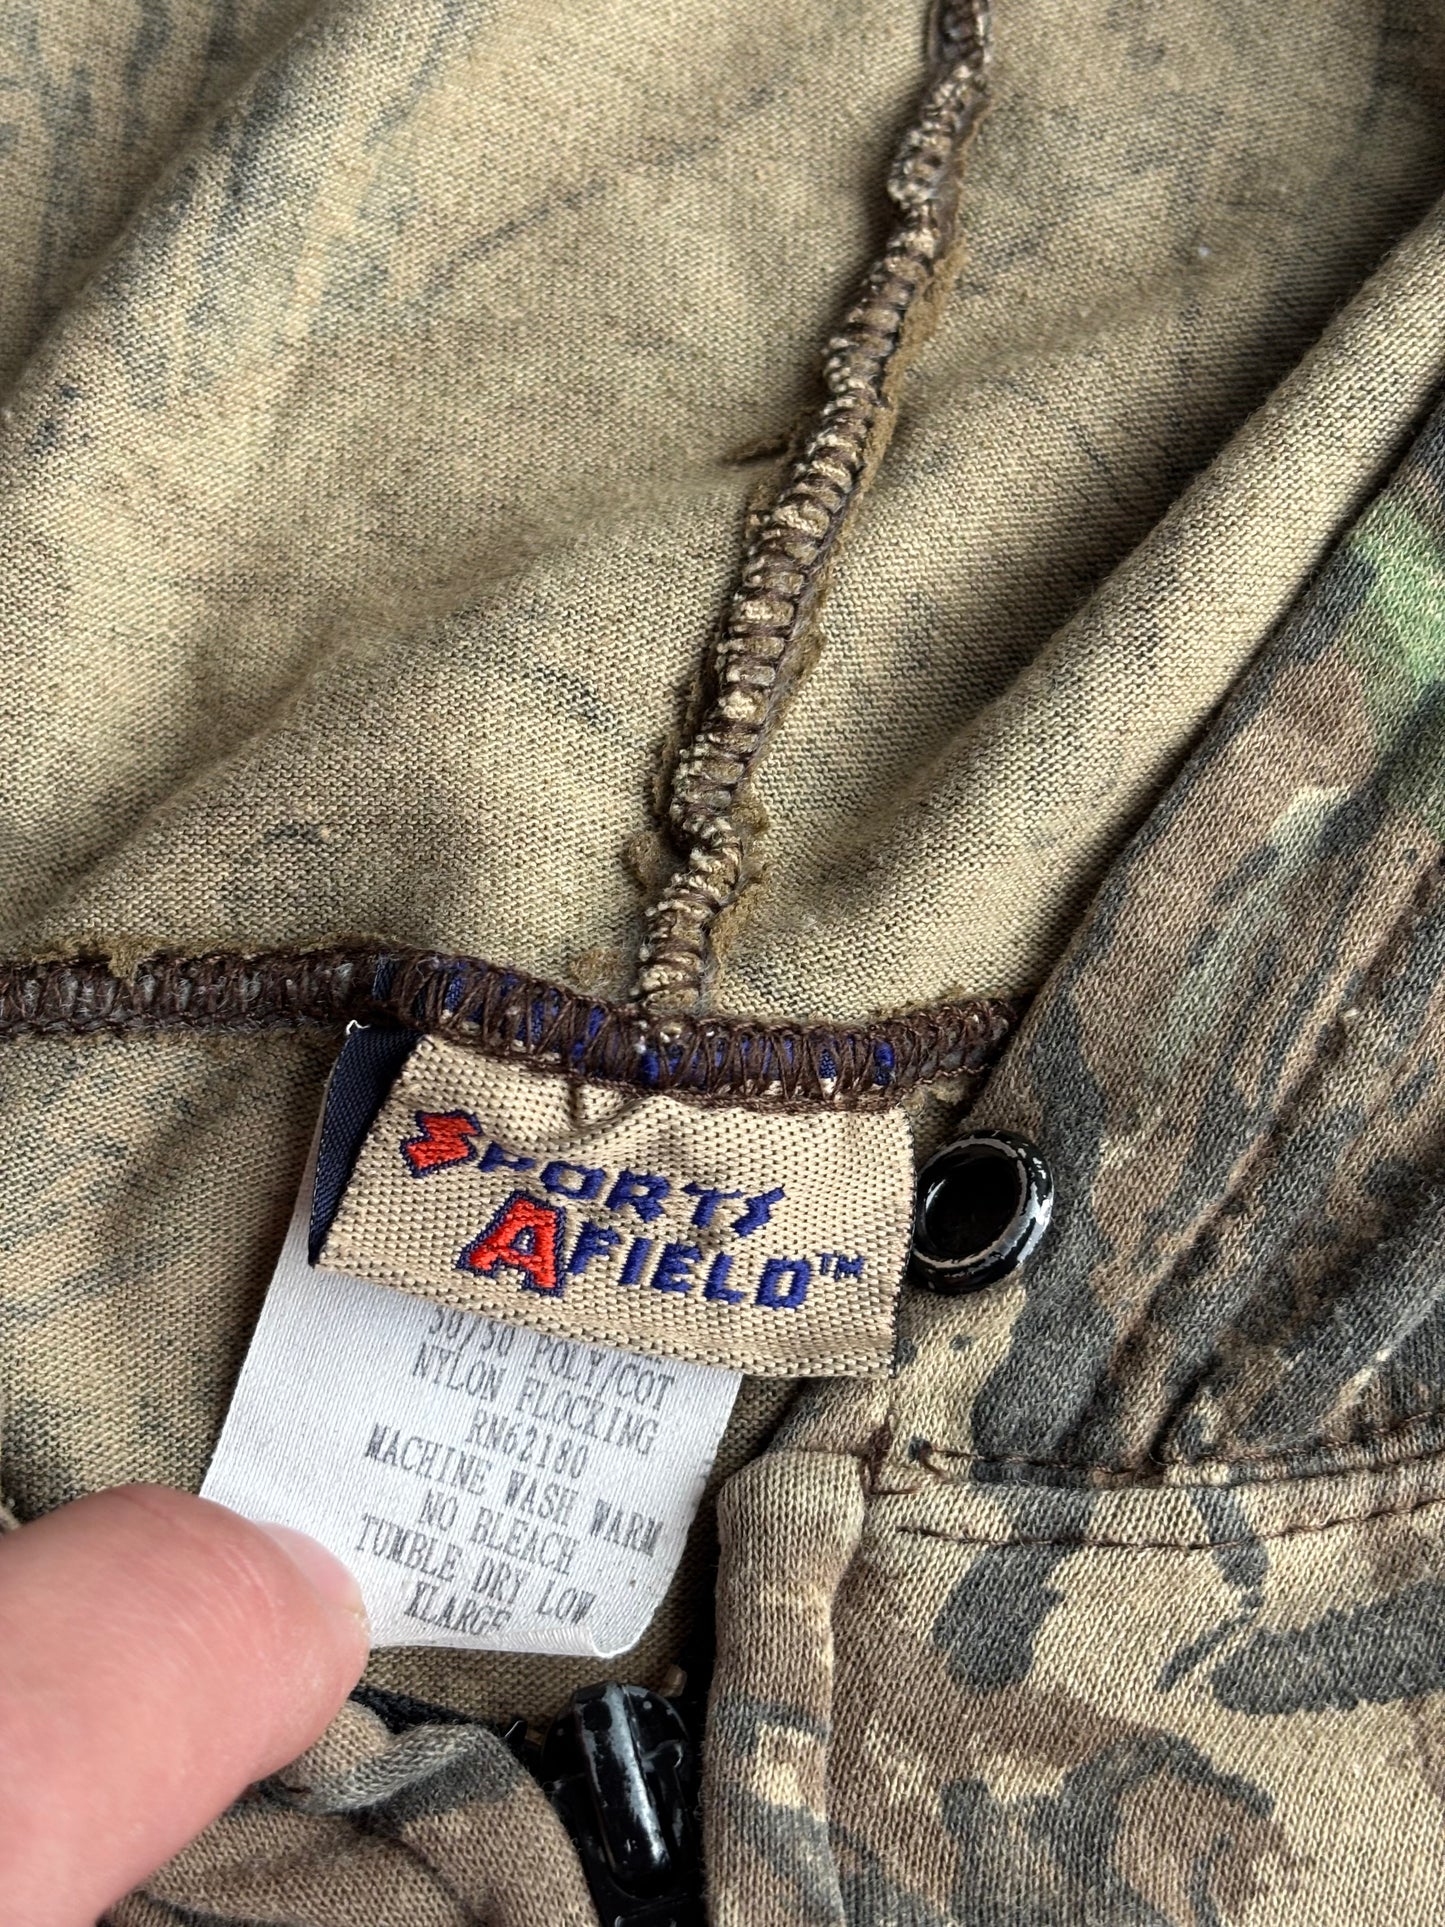 SPORTS
AFIELD™
50/50 POLY/COT
NYLON FLOCKING
RN62180
MACHINE WASH WARM
NO BLEACH
TUMBLE DRY LOW
XLARGE